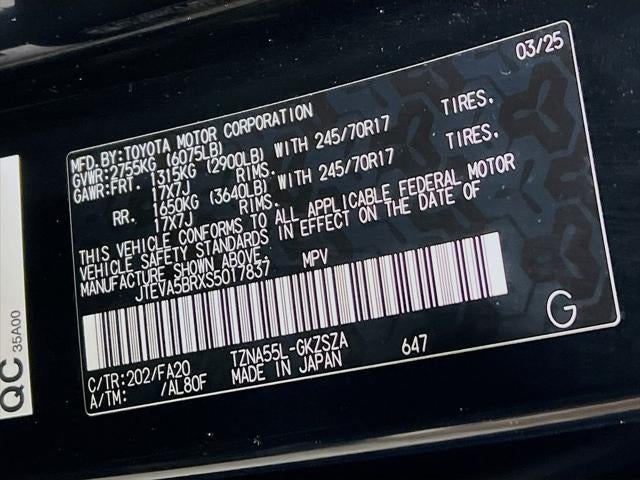 03/25
MFD. BY: TOYOTA MOTOR CORPORATION
GVWR: 2755KG (6075LB)
GAWR: FRT. 1315KG (2900LB) WITH 245/70R17 TIRES.
17X7J RIMS.
RR. 1650KG (3640LB) WITH 245/70R17 TIRES.
17X7J RIMS.
THIS VEHICLE CONFORMS TO ALL APPLICABLE FEDERAL MOTOR
VEHICLE SAFETY STANDARDS IN EFFECT ON THE DATE OF
MANUFACTURE SHOWN ABOVE.
JTEVA5BRXS5017837 MPV
C/TR: 202/FA20 TZNA55L-GKZSZA 647
A/TM: /AL80F MADE IN JAPAN
G
QC
35A00